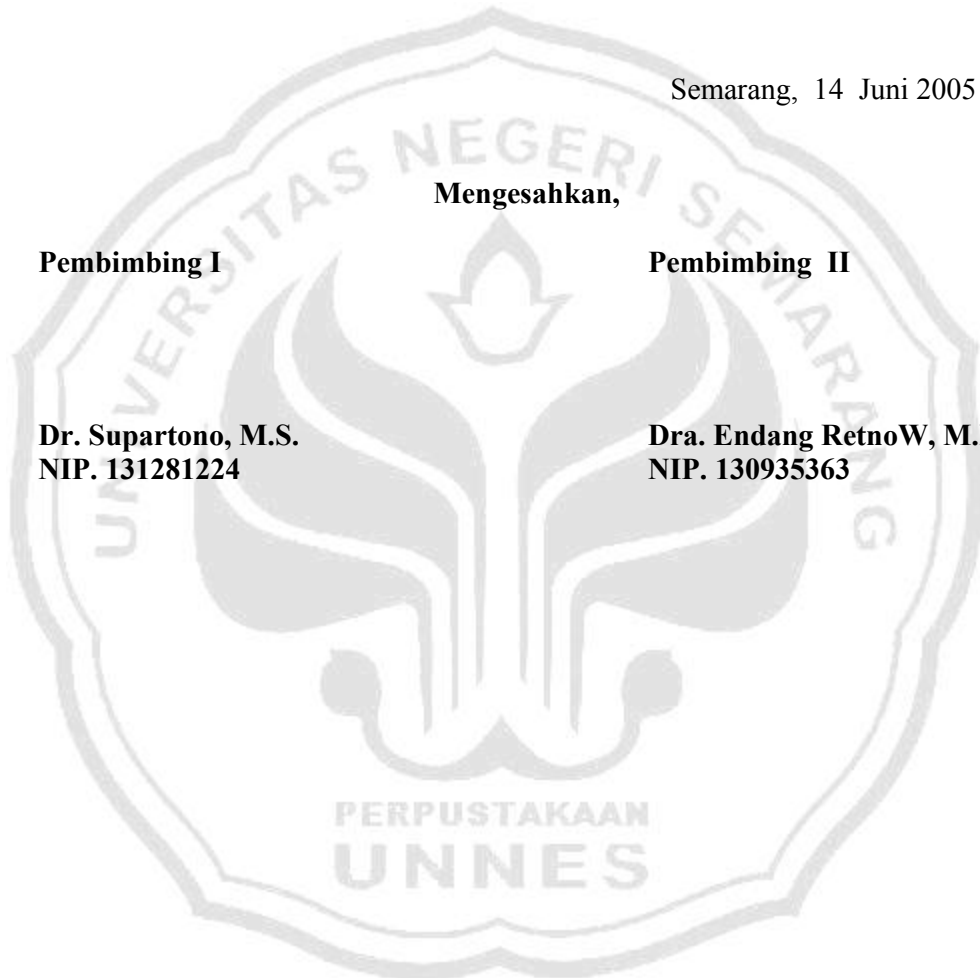 Semarang, 14 Juni 2005
Mengesahkan,
Pembimbing I Pembimbing II
Dr. Supartono, M.S. Dra. Endang RetnoW, M.
NIP. 131281224 NIP. 130935363
UNIVERSITAS NEGERI SEMARANG
PERPUSTAKAAN
UNNES